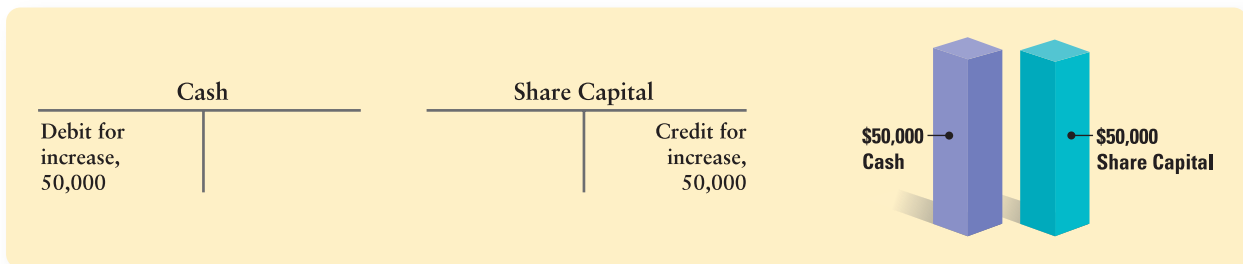 Cash
Debit for
increase,
50,000
Share Capital
Credit for
increase,
50,000
$50,000
Cash
$50,000
Share Capital